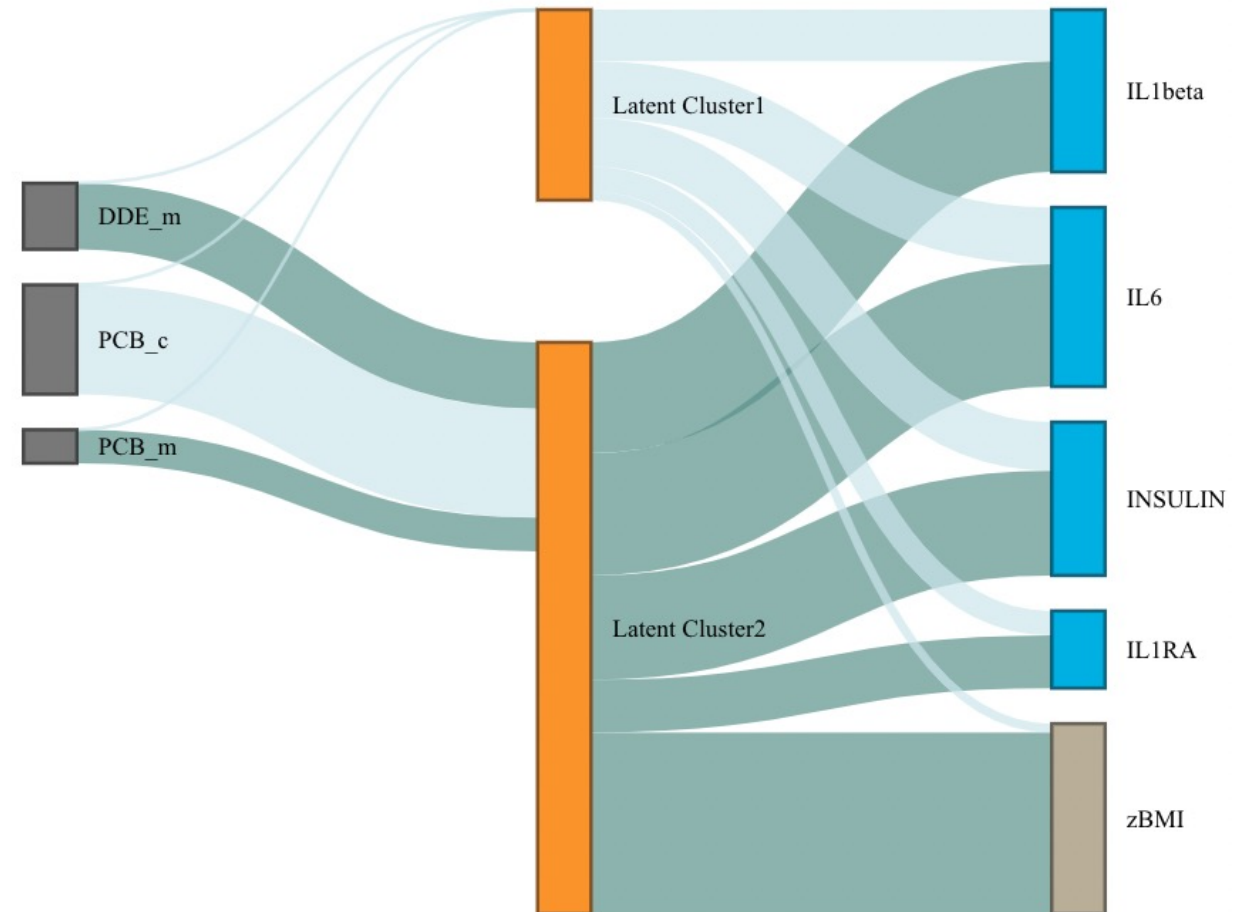 DDE_m
PCB_c
PCB_m
Latent Cluster1
Latent Cluster2
IL1beta
IL6
INSULIN
IL1RA
zBMI